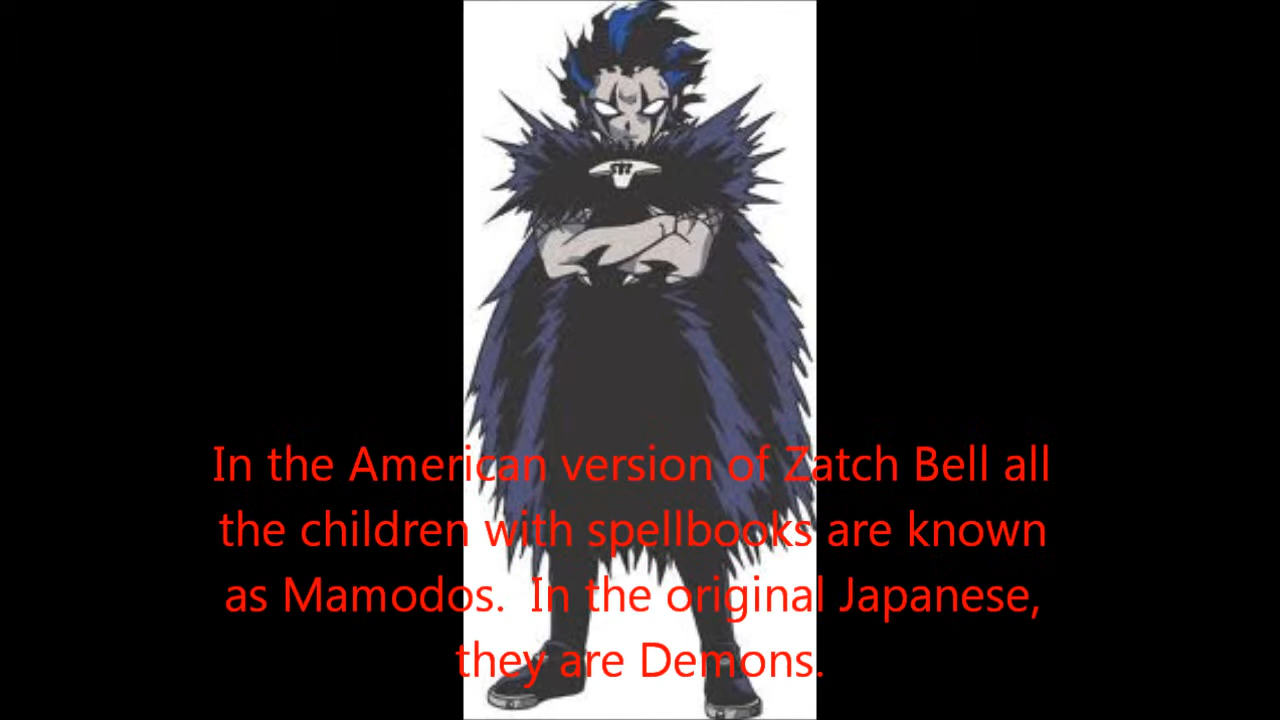 In the American version of Zatch Bell all
the children with spellbooks are known
as Mamodos.  In the original Japanese,
they are Demons.